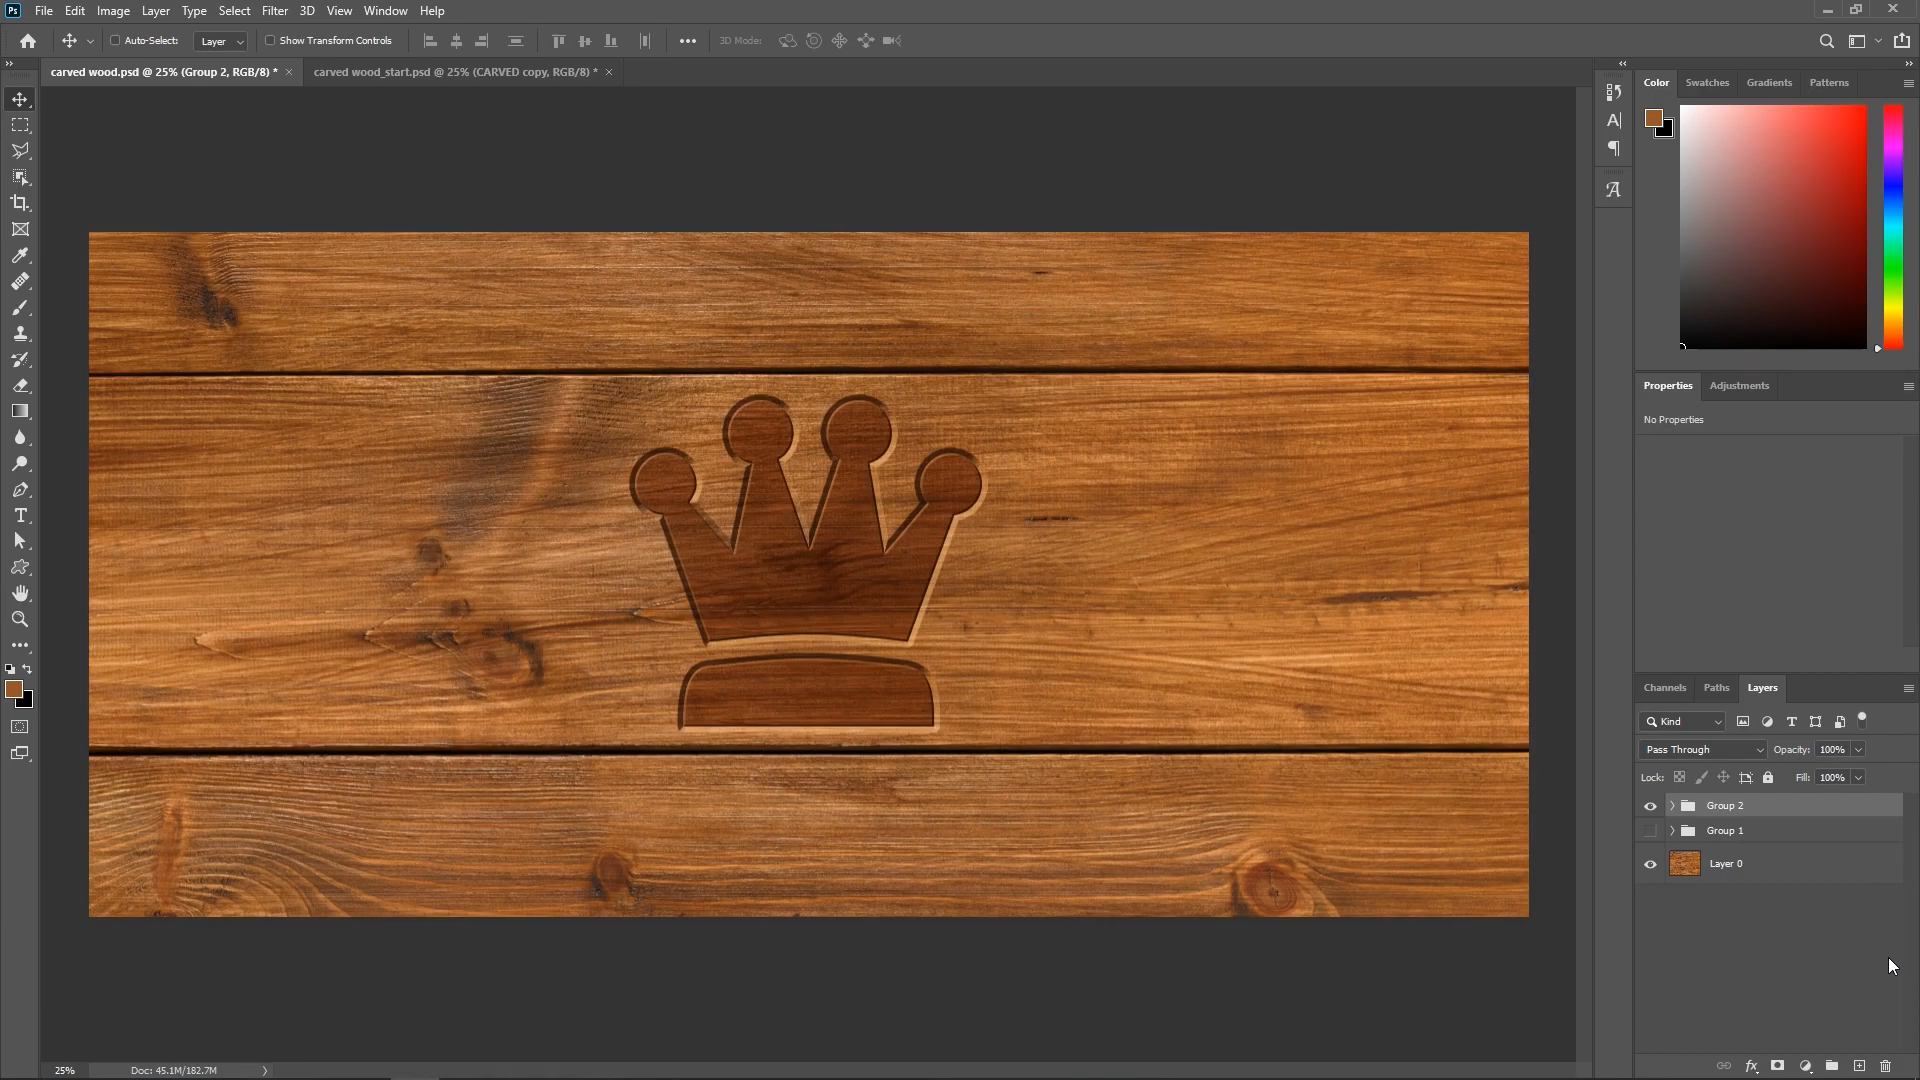 Ps File Edit Image Layer Type Select Filter 3D View Window Help
Auto-Select: Layer Show Transform Controls 3D Mode:
carved wood.psd @ 25% (Group 2, RGB/8) * × carved wood_start.psd @ 25% (CARVED copy, RGB/8) * ×
Color Swatches Gradients Patterns
Properties Adjustments
No Properties
Channels Paths Layers
Kind
Pass Through Opacity: 100%
Lock: Fill: 100%
Group 2
Group 1
Layer 0
25% Doc: 45.1M/182.7M